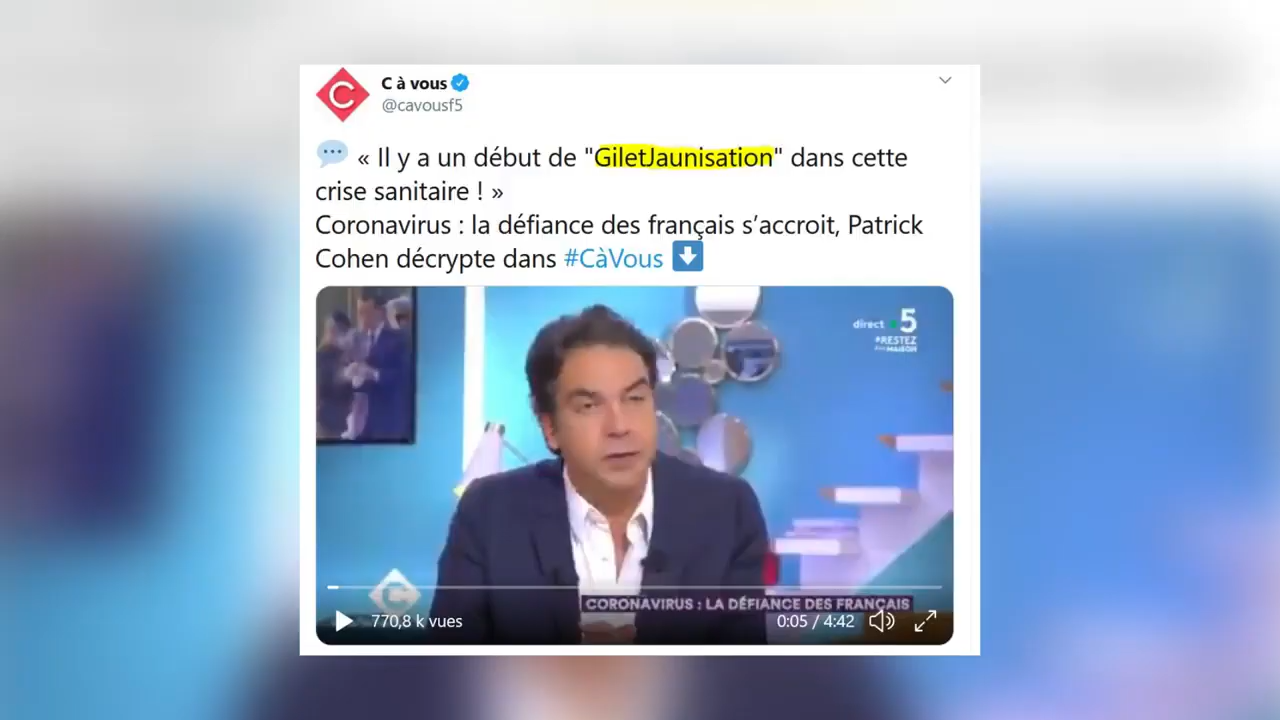 C à vous
@cavousf5
« Il y a un début de "GiletJaunisation" dans cette
crise sanitaire ! »
Coronavirus : la défiance des français s’accroit, Patrick
Cohen décrypte dans #CàVous
direct 5
#RESTEZ
MAISON
CORONAVIRUS : LA DÉFIANCE DES FRANÇAIS
770,8 k vues
0:05 / 4:42